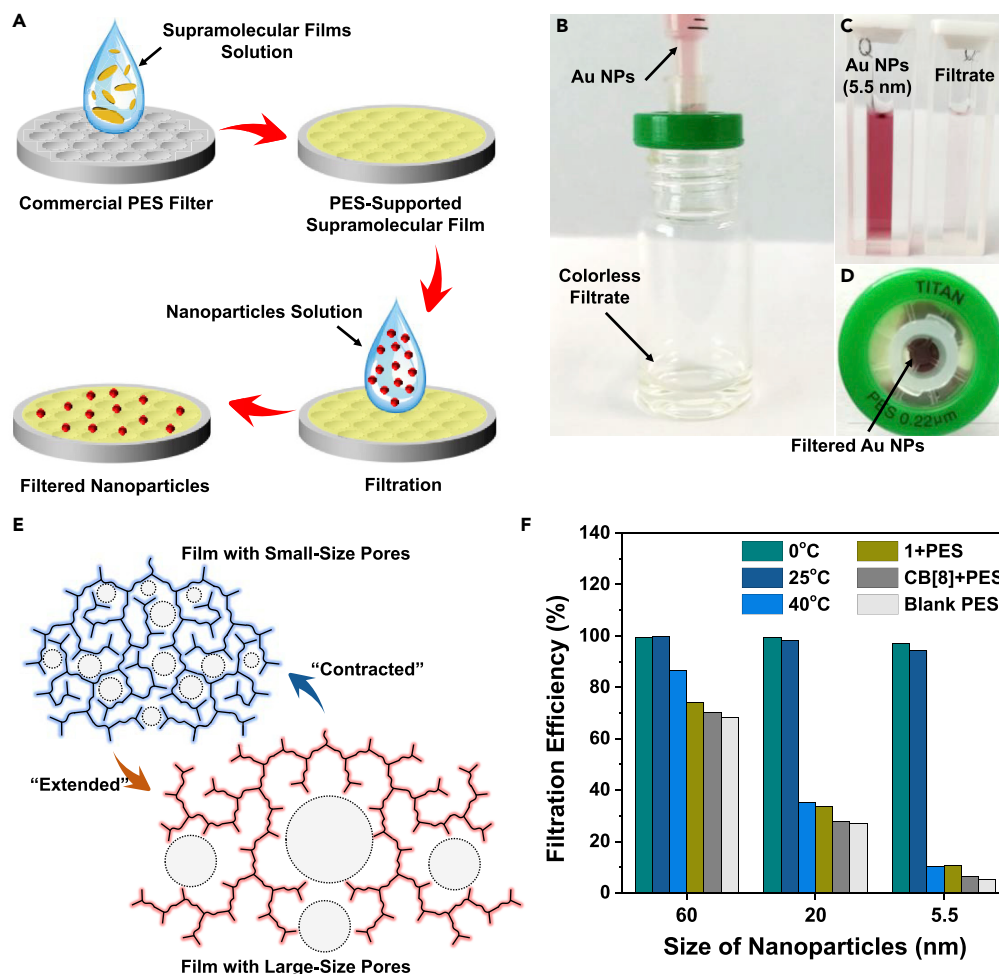 A
Supramolecular Films
Solution
Commercial PES Filter
PES-Supported
Supramolecular Film
Nanoparticles Solution
Filtered Nanoparticles
Filtration
B
Au NPs
Colorless
Filtrate
C
Au NPs
(5.5 nm)
Filtrate
D
TITAN
PES 0.22μm
Filtered Au NPs
E
Film with Small-Size Pores
“Contracted”
“Extended”
Film with Large-Size Pores
F
Filtration Efficiency (%)
140
120
100
80
60
40
20
0
0°C
25°C
40°C
1+PES
CB[8]+PES
Blank PES
60
20
5.5
Size of Nanoparticles (nm)